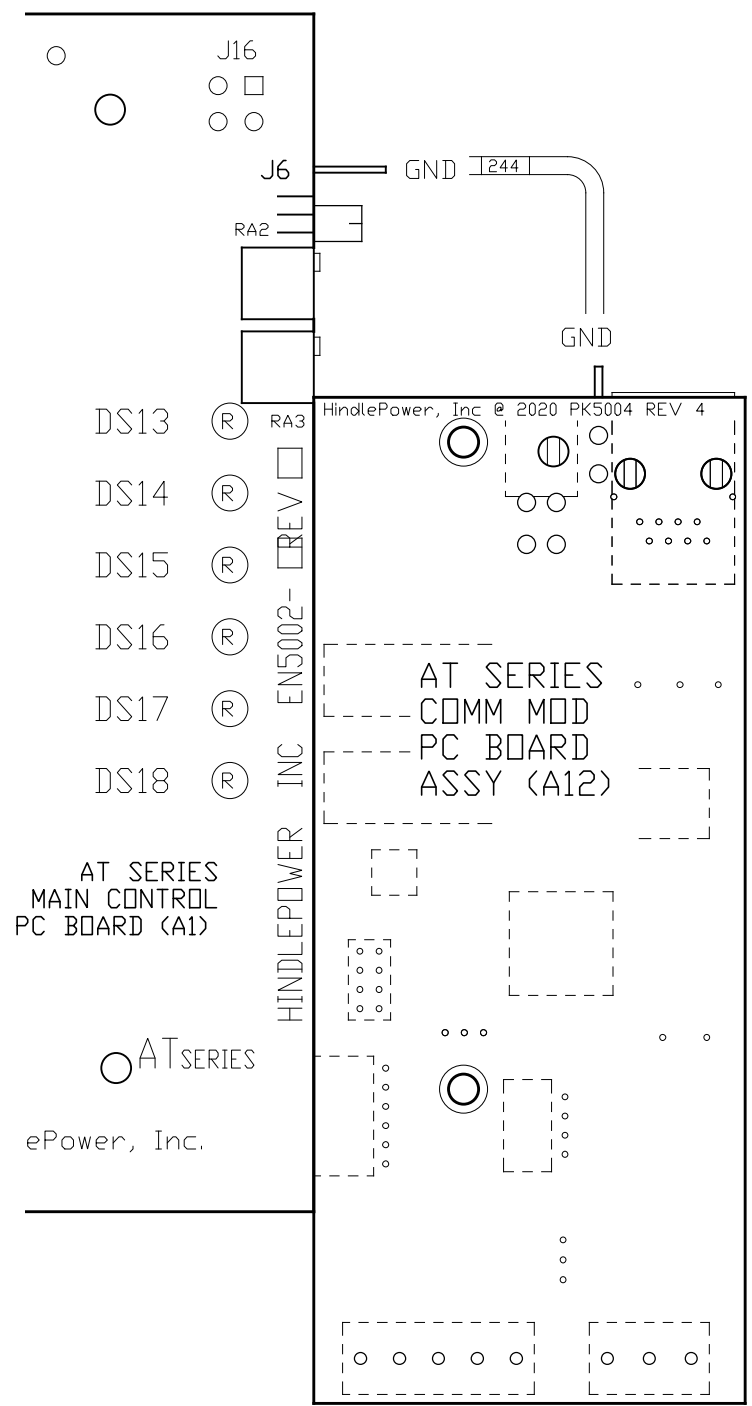 J16
J6
GND
244
RA2
GND
HindlePower, Inc @ 2020 PK5004 REV 4
DS13
R
RA3
DS14
R
DS15
R
DS16
R
DS17
R
DS18
R
HINDLEPOWER INC EN5002- REV
AT SERIES
COMM MOD
PC BOARD
ASSY (A12)
AT SERIES
MAIN CONTROL
PC BOARD (A1)
AT SERIES
ePower, Inc.